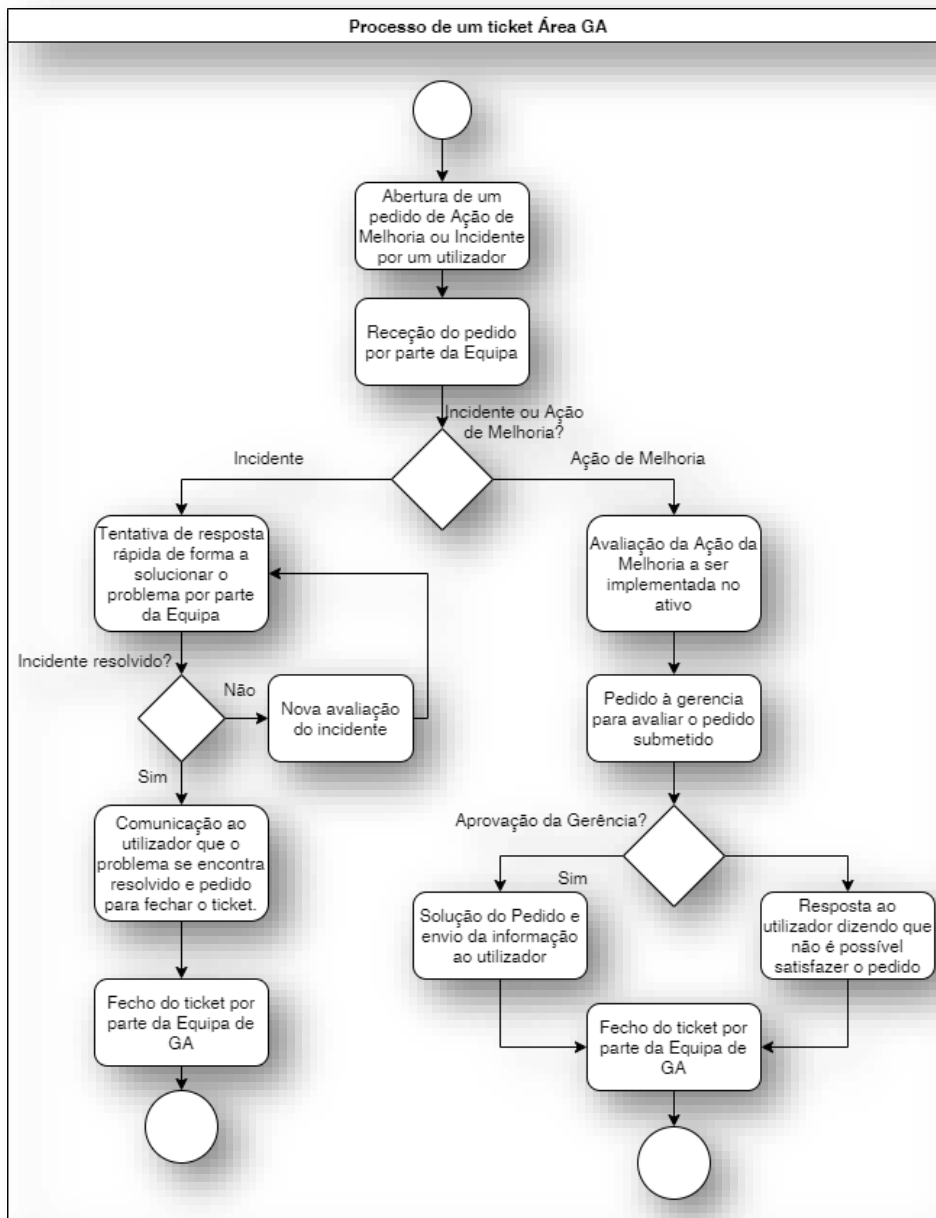 Processo de um ticket Área GA
Abertura de um
pedido de Ação de
Melhoria ou Incidente
por um utilizador
Receção do pedido
por parte da Equipa
Incidente ou Ação
de Melhoria?
Incidente
Ação de Melhoria
Tentativa de resposta
rápida de forma a
solucionar o
problema por parte
da Equipa
Avaliação da Ação da
Melhoria a ser
implementada no
ativo
Incidente resolvido?
Não
Nova avaliação
do incidente
Pedido à gerencia
para avaliar o pedido
submetido
Sim
Comunicação ao
utilizador que o
problema se encontra
resolvido e pedido
para fechar o ticket.
Aprovação da Gerência?
Sim
Solução do Pedido e
envio da informação
ao utilizador
Resposta ao
utilizador dizendo que
não é possível
satisfazer o pedido
Fecho do ticket por
parte da Equipa de
GA
Fecho do ticket por
parte da Equipa de
GA